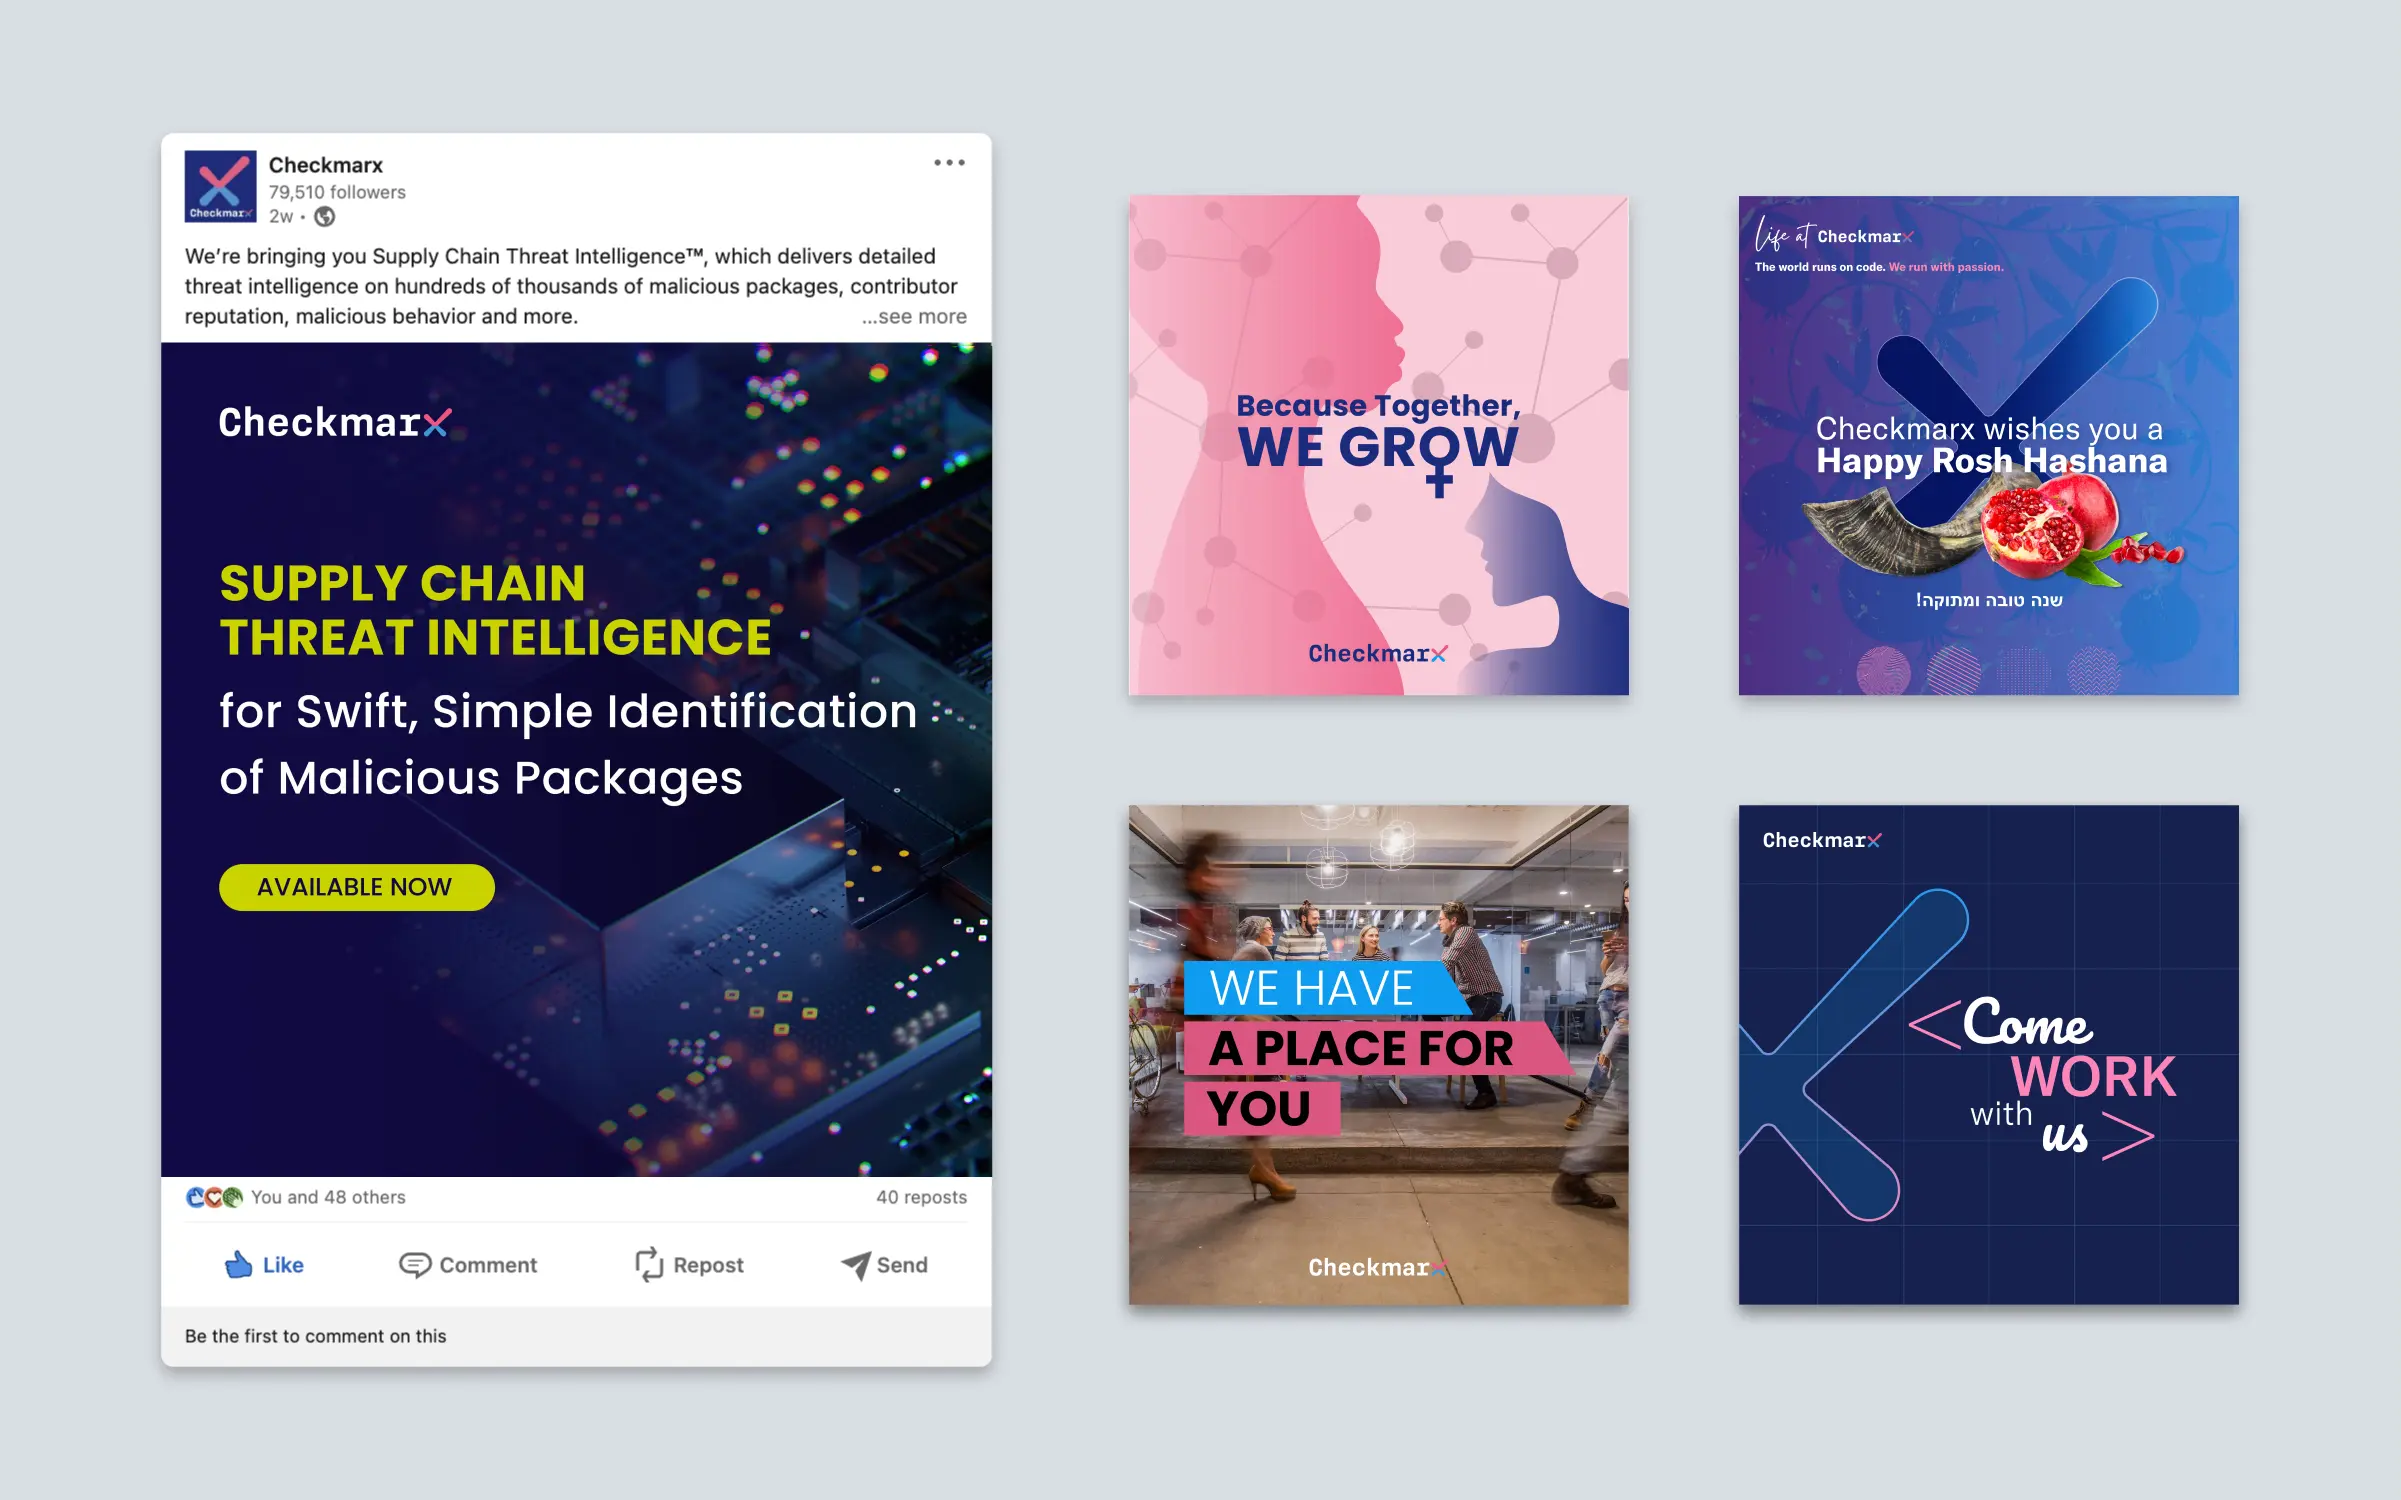 Checkmarx
Checkmarx
79,510 followers
2w •
We're bringing you Supply Chain Threat Intelligence™, which delivers detailed
threat intelligence on hundreds of thousands of malicious packages, contributor
reputation, malicious behavior and more.
...see more
Checkmarx
SUPPLY CHAIN
THREAT INTELLIGENCE
for Swift, Simple Identification
of Malicious Packages
AVAILABLE NOW
You and 48 others
40 reposts
Like
Comment
Repost
Send
Be the first to comment on this
Because Together,
WE GROW
Checkmarx
Life at Checkmarx
The world runs on code. We run with passion.
Checkmarx wishes you a
Happy Rosh Hashana
שנה טובה ומתוקה!
WE HAVE
A PLACE FOR
YOU
Checkmarx
Checkmarx
<Come
WORK
with
us>